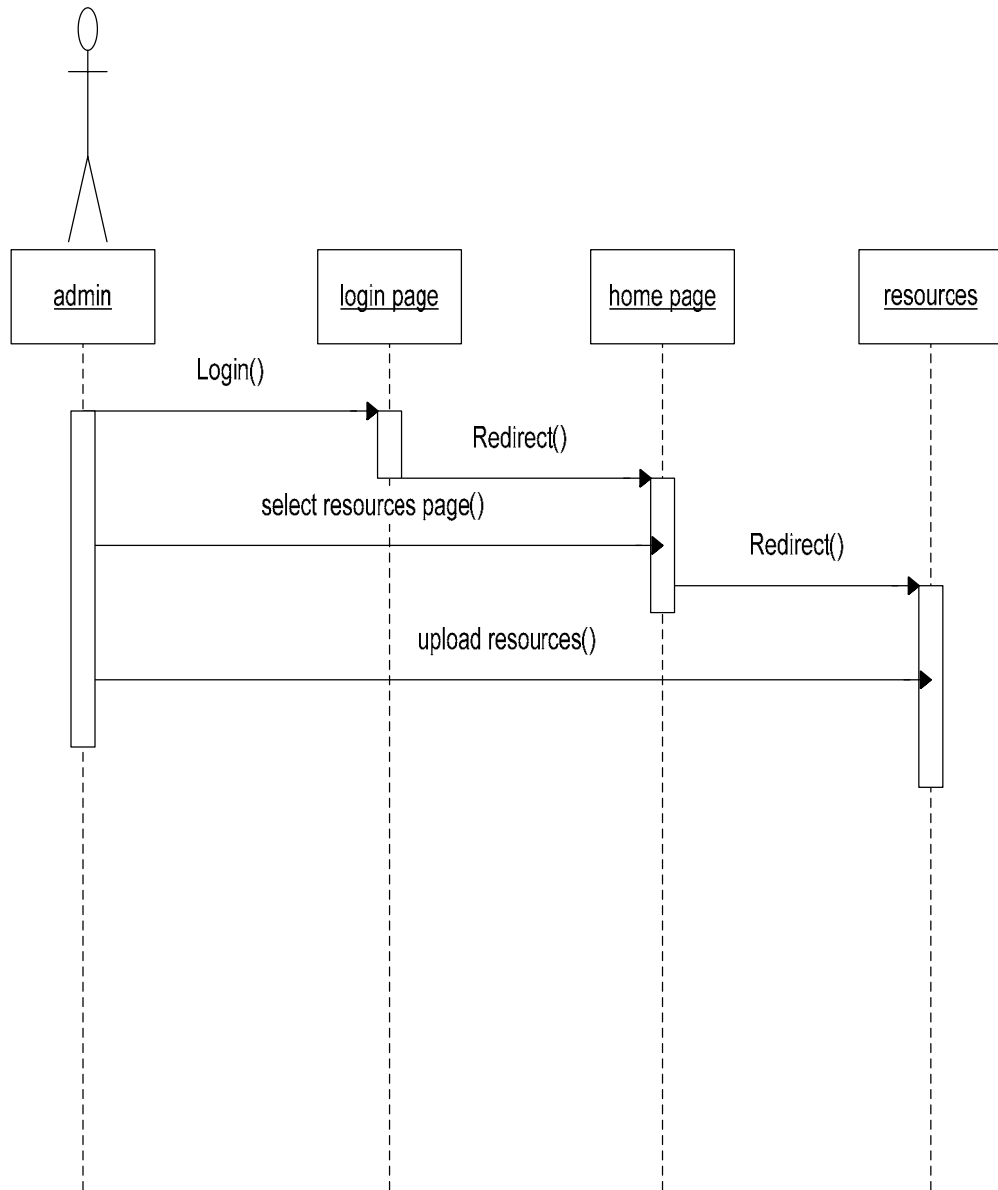 admin
login page
home page
resources
Login()
Redirect()
select resources page()
Redirect()
upload resources()